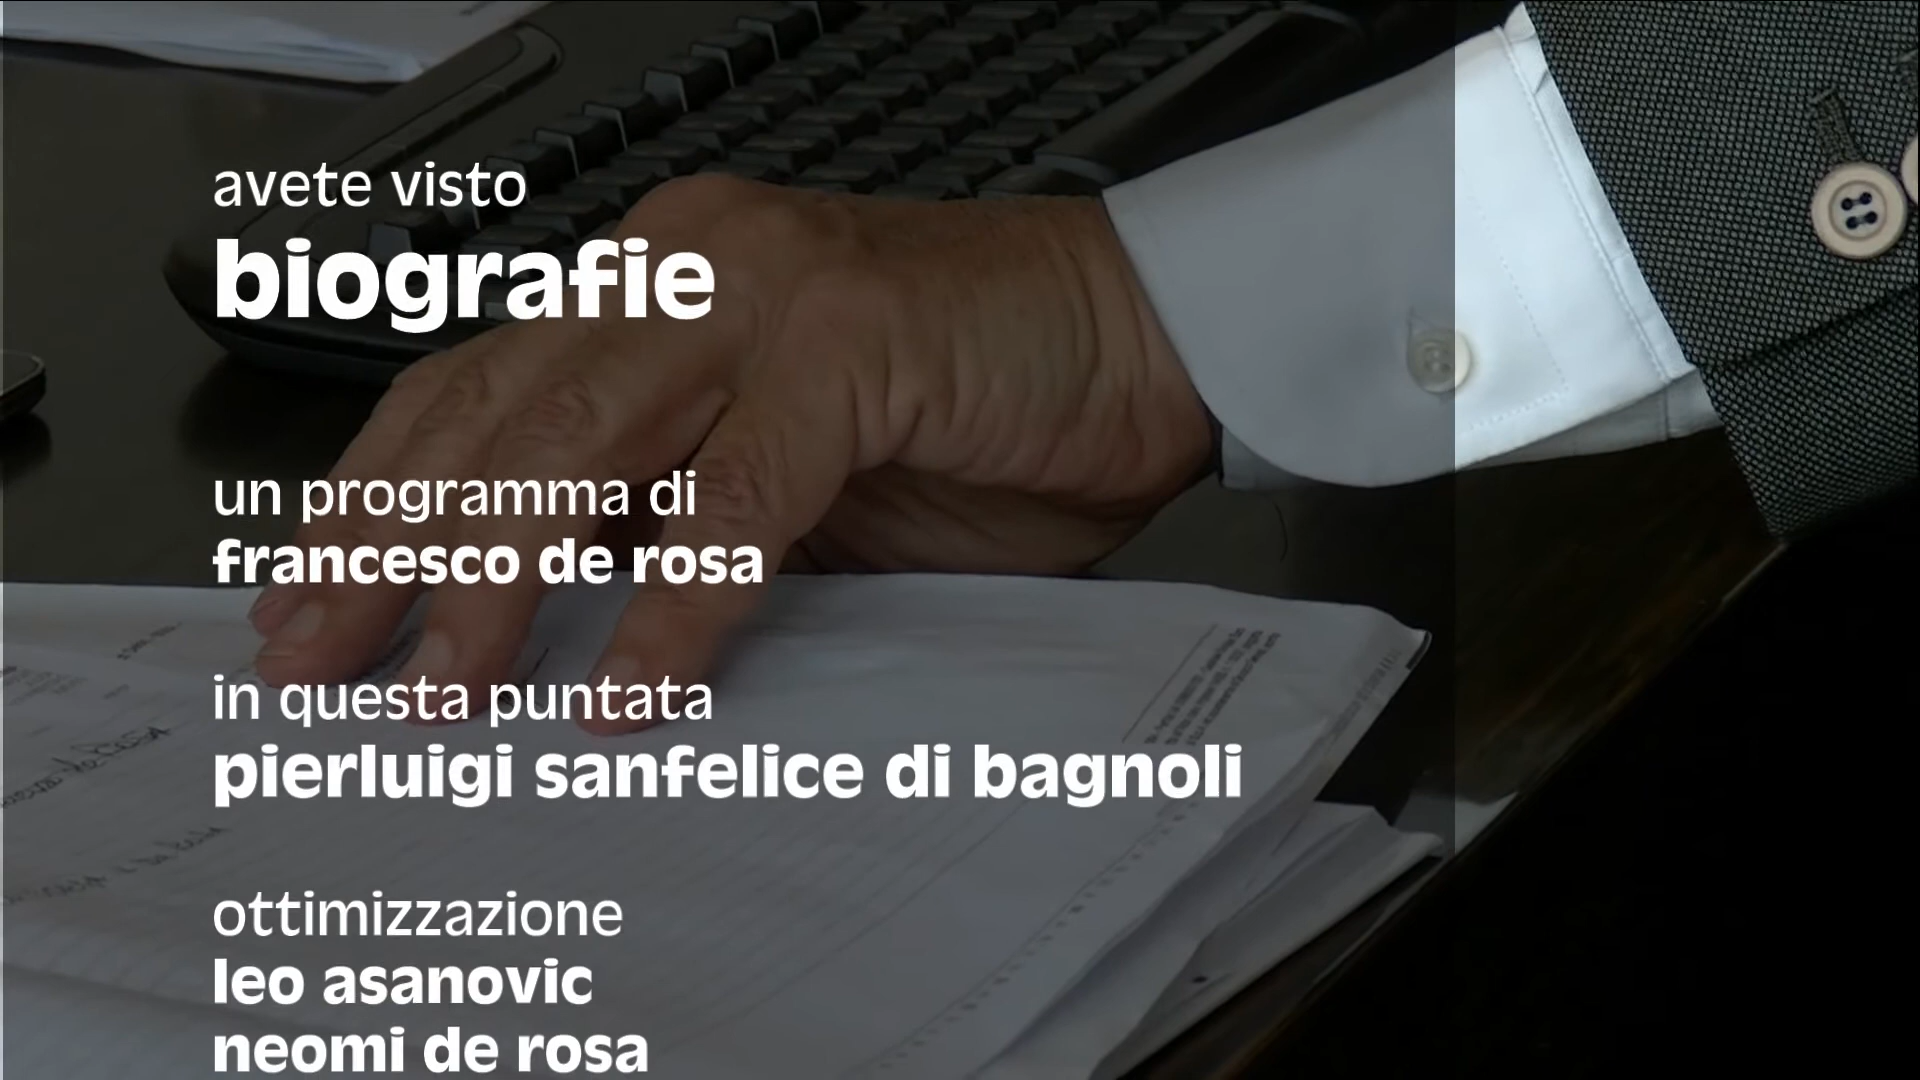 avete visto
biografie
un programma di
francesco de rosa
in questa puntata
pierluigi sanfelice di bagnoli
ottimizzazione
leo asanovic
neomi de rosa